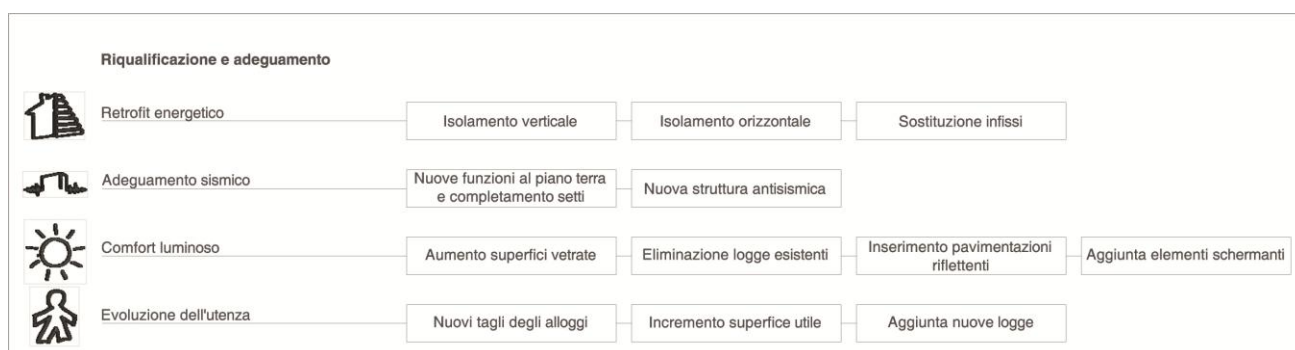 Riqualificazione e adeguamento
Retrofit energetico
Isolamento verticale
Isolamento orizzontale
Sostituzione infissi
Adeguamento sismico
Nuove funzioni al piano terra
e completamento setti
Nuova struttura antisismica
Comfort luminoso
Aumento superfici vetrate
Eliminazione logge esistenti
Inserimento pavimentazioni
riflettenti
Aggiunta elementi schermanti
Evoluzione dell'utenza
Nuovi tagli degli alloggi
Incremento superfice utile
Aggiunta nuove logge